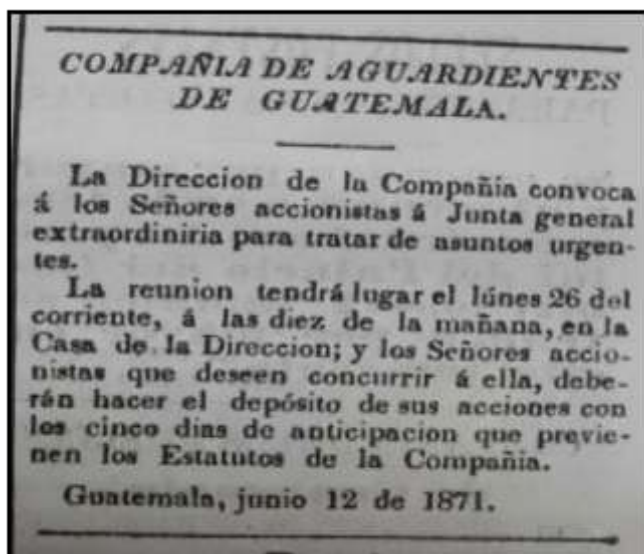 COMPAÑIA DE AGUARDIENTES
DE GUATEMALA.
La Direccion de la Compañia convoca
á los Señores accionistas á Junta general
extraordiniria para tratar de asuntos urgen-
tes.
La reunion tendrá lugar el lúnes 26 del
corriente, á las diez de la mañana, en la
Casa de la Direccion; y los Señores accio-
nistas que deseen concurrir á ella, debe-
rán hacer el depósito de sus acciones con
los cinco dias de anticipacion que previe-
nen los Estatutos de la Compañia.
Guatemala, junio 12 de 1871.